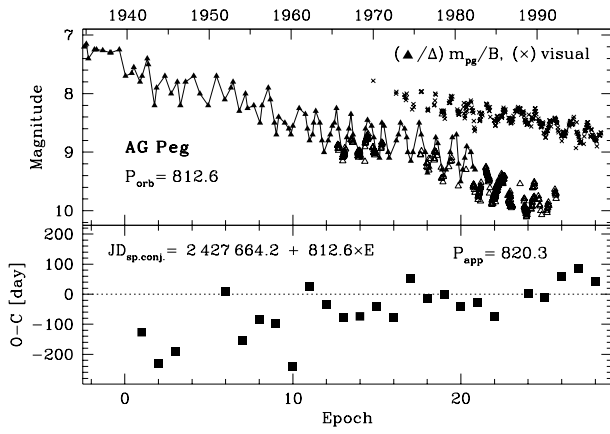 1940 1950 1960 1970 1980 1990
7
8
9
10
Magnitude
(▲/Δ) m_pg/B, (×) visual
AG Peg
P_orb = 812.6
200
100
0
−100
−200
O−C [day]
JD_sp.conj. = 2 427 664.2 + 812.6×E
P_app = 820.3
0 10 20
Epoch